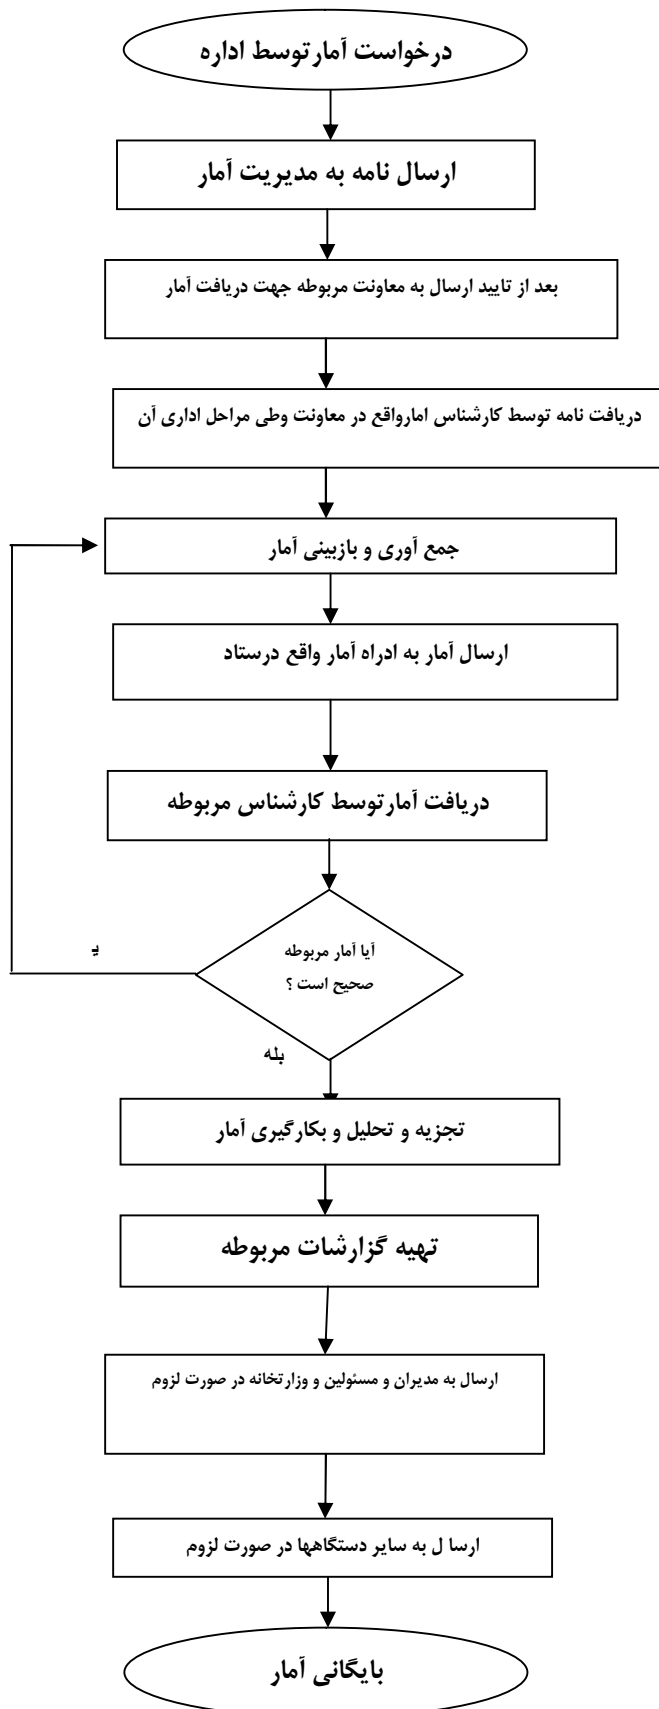 درخواست آمارتوسط اداره
ارسال نامه به مدیریت آمار
بعد از تایید ارسال به معاونت مربوطه جهت دریافت آمار
دریافت نامه توسط کارشناس امارواقع در معاونت وطی مراحل اداری آن
جمع آوری و بازبینی آمار
ارسال آمار به ادراه آمار واقع درستاد
دریافت آمارتوسط کارشناس مربوطه
آیا آمار مربوطه
صحیح است ؟
بله
تجزیه و تحلیل و بکارگیری آمار
تهیه گزارشات مربوطه
ارسال به مدیران و مسئولین و وزارتخانه در صورت لزوم
ارسا ل به سایر دستگاهها در صورت لزوم
بایگانی آمار